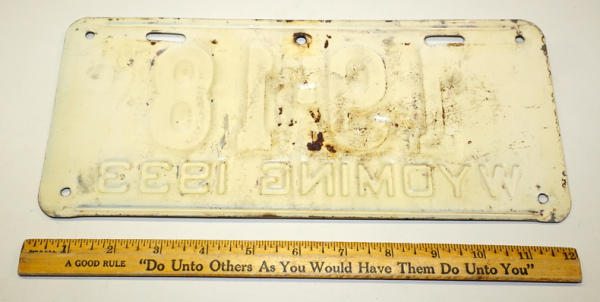 WYOMING 1933
1 2 3 4 5 6 7 8 9 10 11 12
A GOOD RULE "Do Unto Others As You Would Have Them Do Unto You"